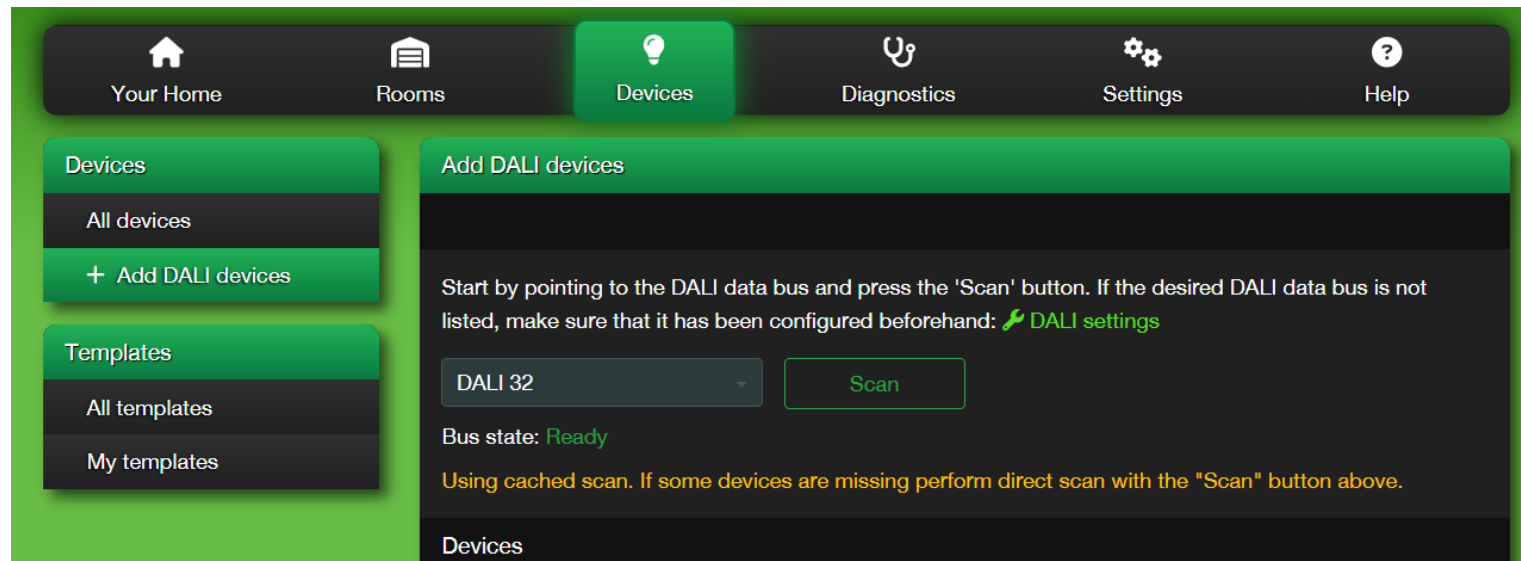 Your Home
Rooms
Devices
Diagnostics
Settings
Help
Devices
All devices
+ Add DALI devices
Templates
All templates
My templates
Add DALI devices
Start by pointing to the DALI data bus and press the 'Scan' button. If the desired DALI data bus is not
listed, make sure that it has been configured beforehand: DALI settings
DALI 32
Scan
Bus state: Ready
Using cached scan. If some devices are missing perform direct scan with the "Scan" button above.
Devices